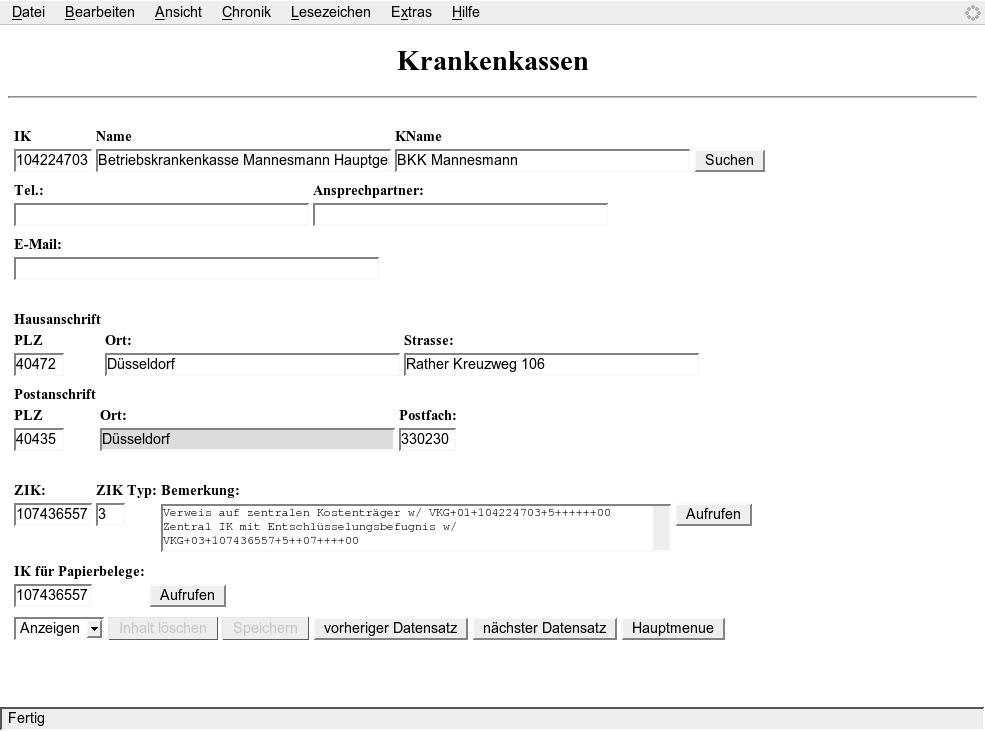 Datei Bearbeiten Ansicht Chronik Lesezeichen Extras Hilfe
Krankenkassen
IK Name KName
104224703 Betriebskrankenkasse Mannesmann Hauptge BKK Mannesmann Suchen
Tel.: Ansprechpartner:
E-Mail:
Hausanschrift
PLZ Ort: Strasse:
40472 Düsseldorf Rather Kreuzweg 106
Postanschrift
PLZ Ort: Postfach:
40435 Düsseldorf 330230
ZIK: ZIK Typ: Bemerkung:
107436557 3 Verweis auf zentralen Kostenträger w/ VKG+01+104224703+5++++++00 Aufrufen
Zentral IK mit Entschlüsselungsbefugnis w/
VKG+03+107436557+5++07++++00
IK für Papierbelege:
107436557 Aufrufen
Anzeigen Inhalt löschen Speichern vorheriger Datensatz nächster Datensatz Hauptmenue
Fertig